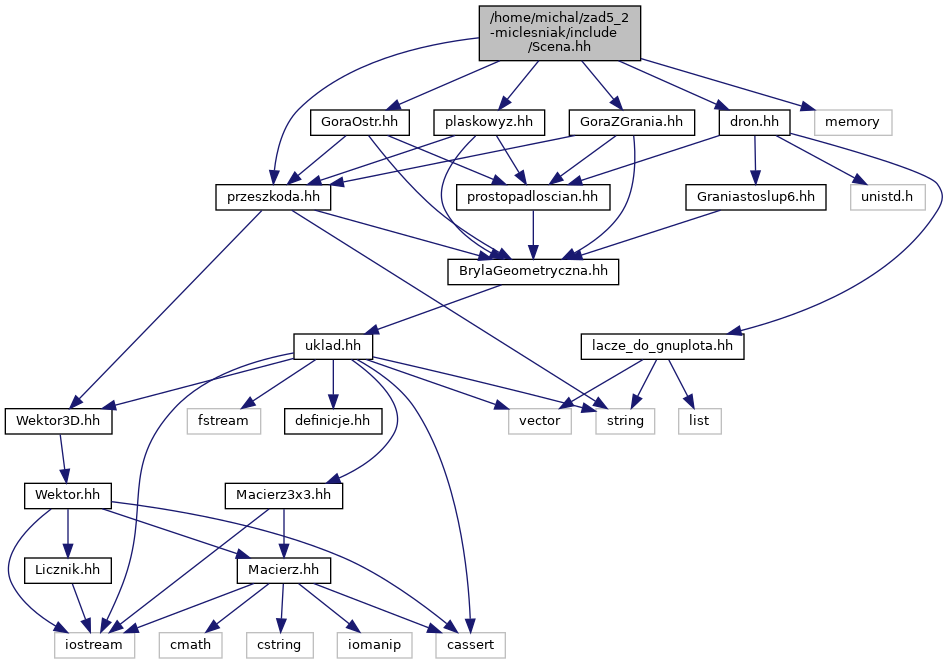 /home/michal/zad5_2
-miclesniak/include
/Scena.hh
GoraOstr.hh
plaskowyz.hh
GoraZGrania.hh
dron.hh
memory
przeszkoda.hh
prostopadloscian.hh
Graniastoslup6.hh
unistd.h
BrylaGeometryczna.hh
uklad.hh
lacze_do_gnuplota.hh
Wektor3D.hh
fstream
definicje.hh
vector
string
list
Wektor.hh
Macierz3x3.hh
Licznik.hh
Macierz.hh
iostream
cmath
cstring
iomanip
cassert